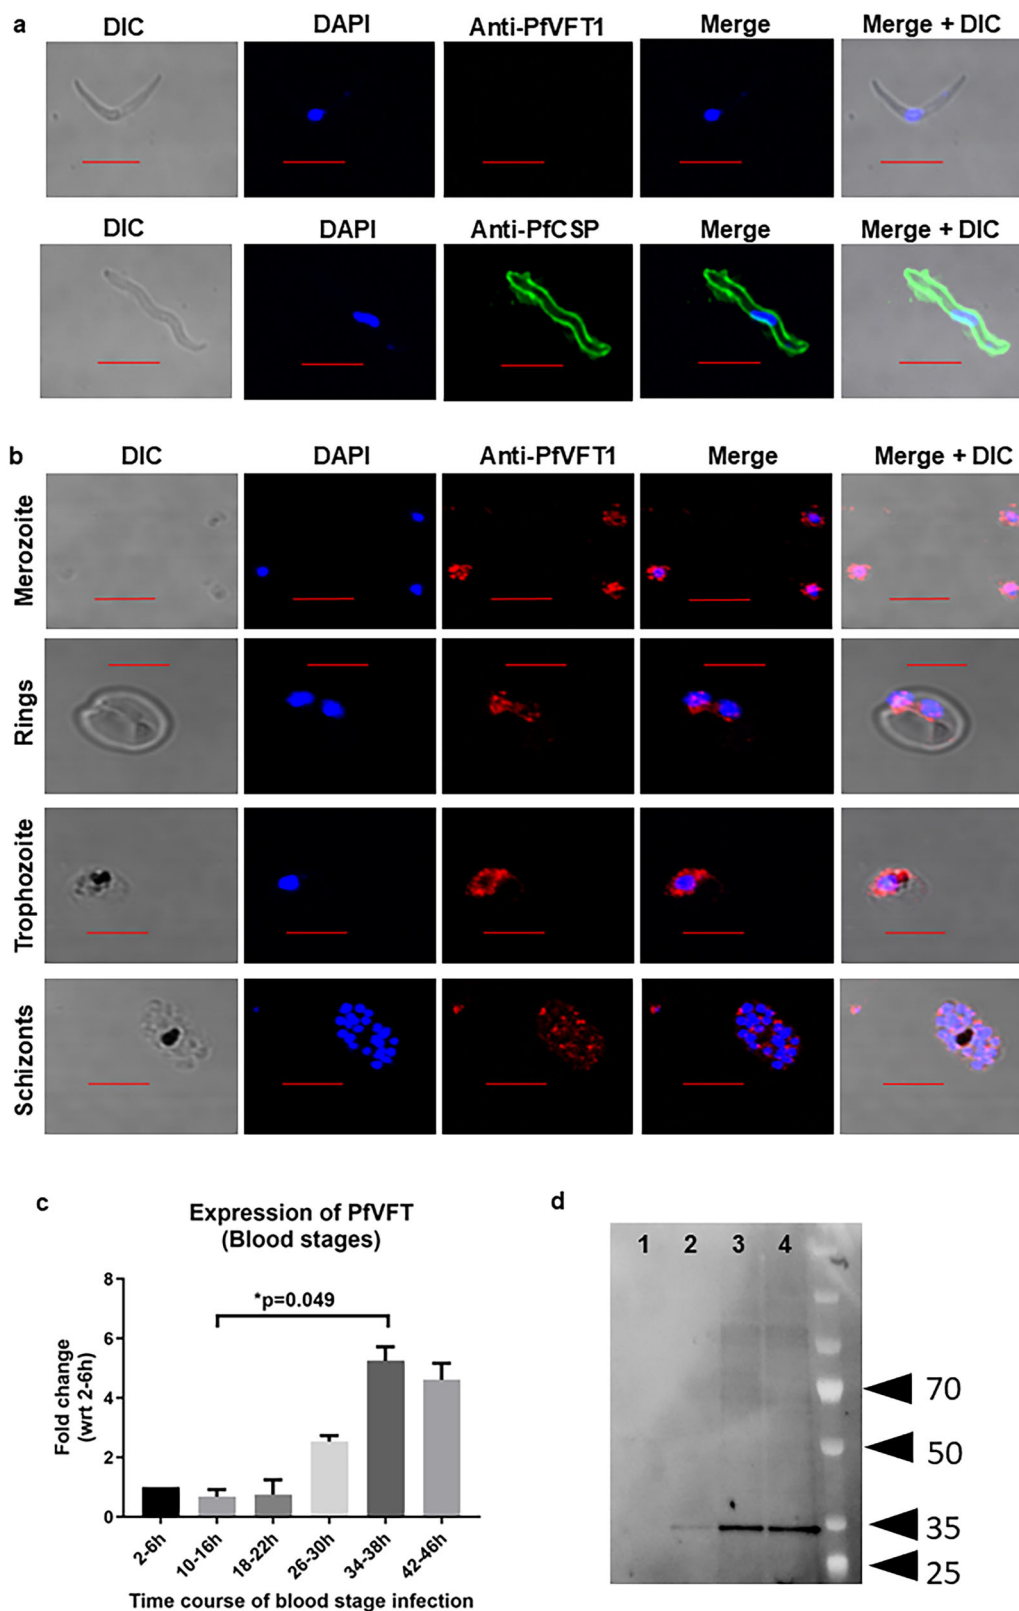 a
DIC DAPI Anti-PfVFT1 Merge Merge + DIC
DIC DAPI Anti-PfCSP Merge Merge + DIC
b
DIC DAPI Anti-PfVFT1 Merge Merge + DIC
Merozoite
Rings
Trophozoite
Schizonts
c
Expression of PfVFT
(Blood stages)
*p=0.049
Fold change
(wrt 2-6h)
8
6
4
2
0
2-6h 10-16h 18-22h 26-30h 34-38h 42-46h
Time course of blood stage infection
d
1 2 3 4
70
50
35
25